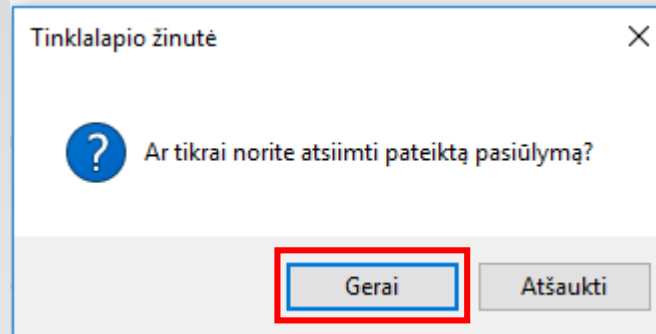 Tinklalapio žinutė
Ar tikrai norite atsiimti pateiktą pasiūlymą?
Gerai
Atšaukti